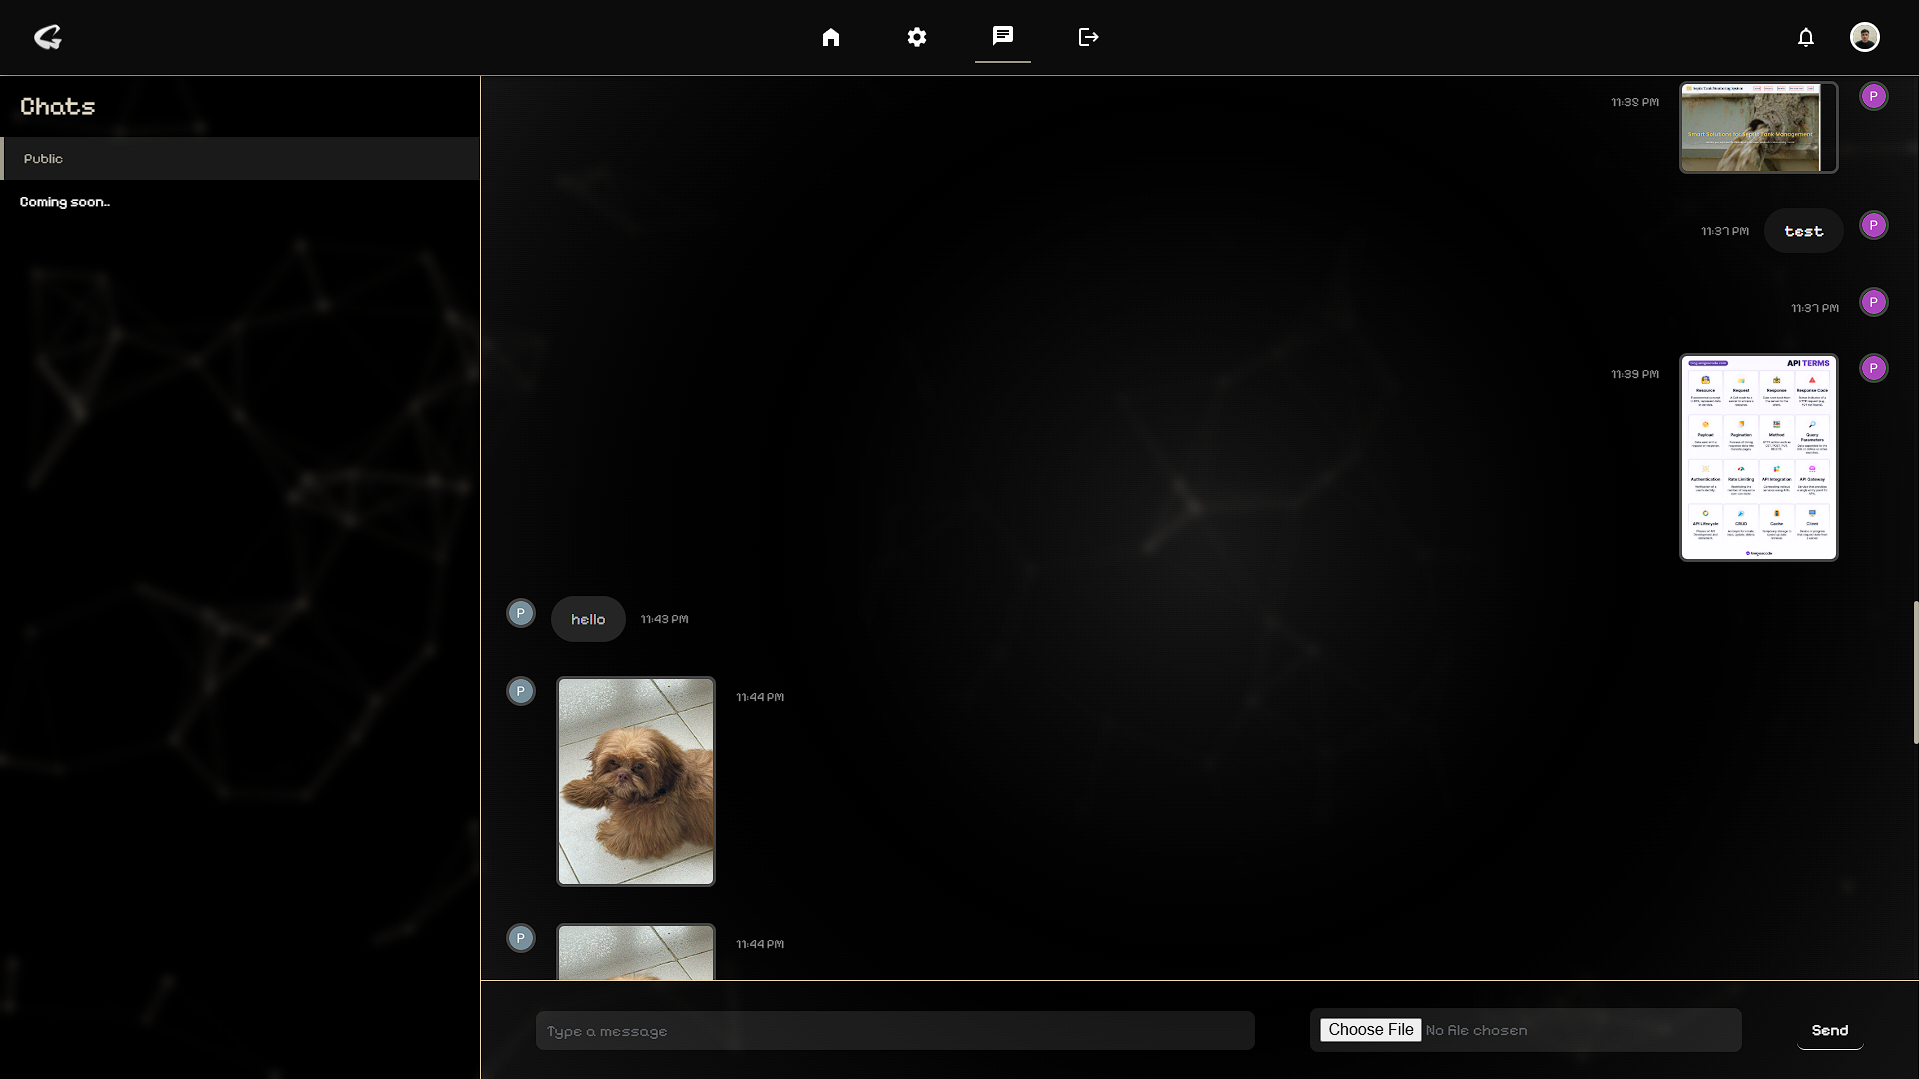 Chats
Public
Coming soon..
11:38 PM
Smart Solutions for Septic Tank Management
P
11:37 PM
test
P
11:37 PM
P
11:39 PM
API TERMS
Resource
Request
Response
Response Code
Payload
Pagination
Method
Query Parameters
Authentication
Rate Limiting
API Integration
API Gateway
API Lifecycle
CRUD
Cache
Client
P
P
hello
11:43 PM
P
11:44 PM
P
11:44 PM
Type a message
Choose File
No file chosen
Send